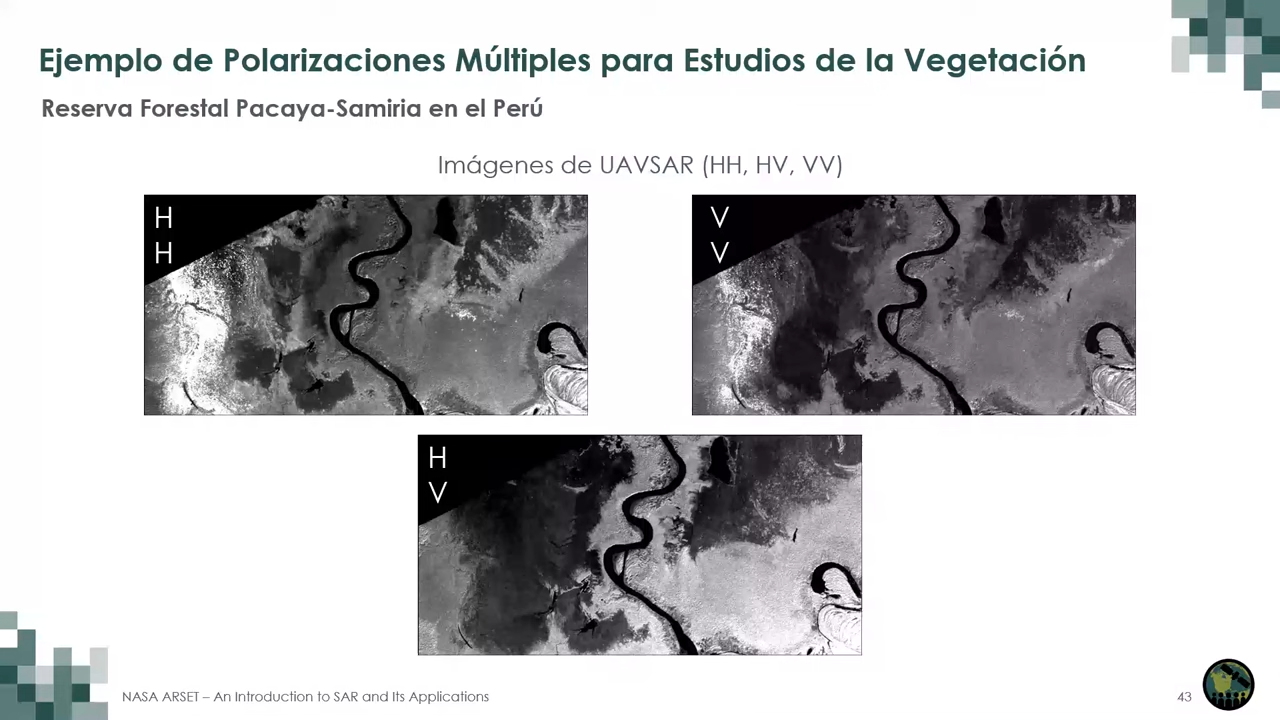 Ejemplo de Polarizaciones Múltiples para Estudios de la Vegetación
Reserva Forestal Pacaya-Samiria en el Perú
Imágenes de UAVSAR (HH, HV, VV)
H
H
V
V
H
V
NASA ARSET – An Introduction to SAR and Its Applications
43